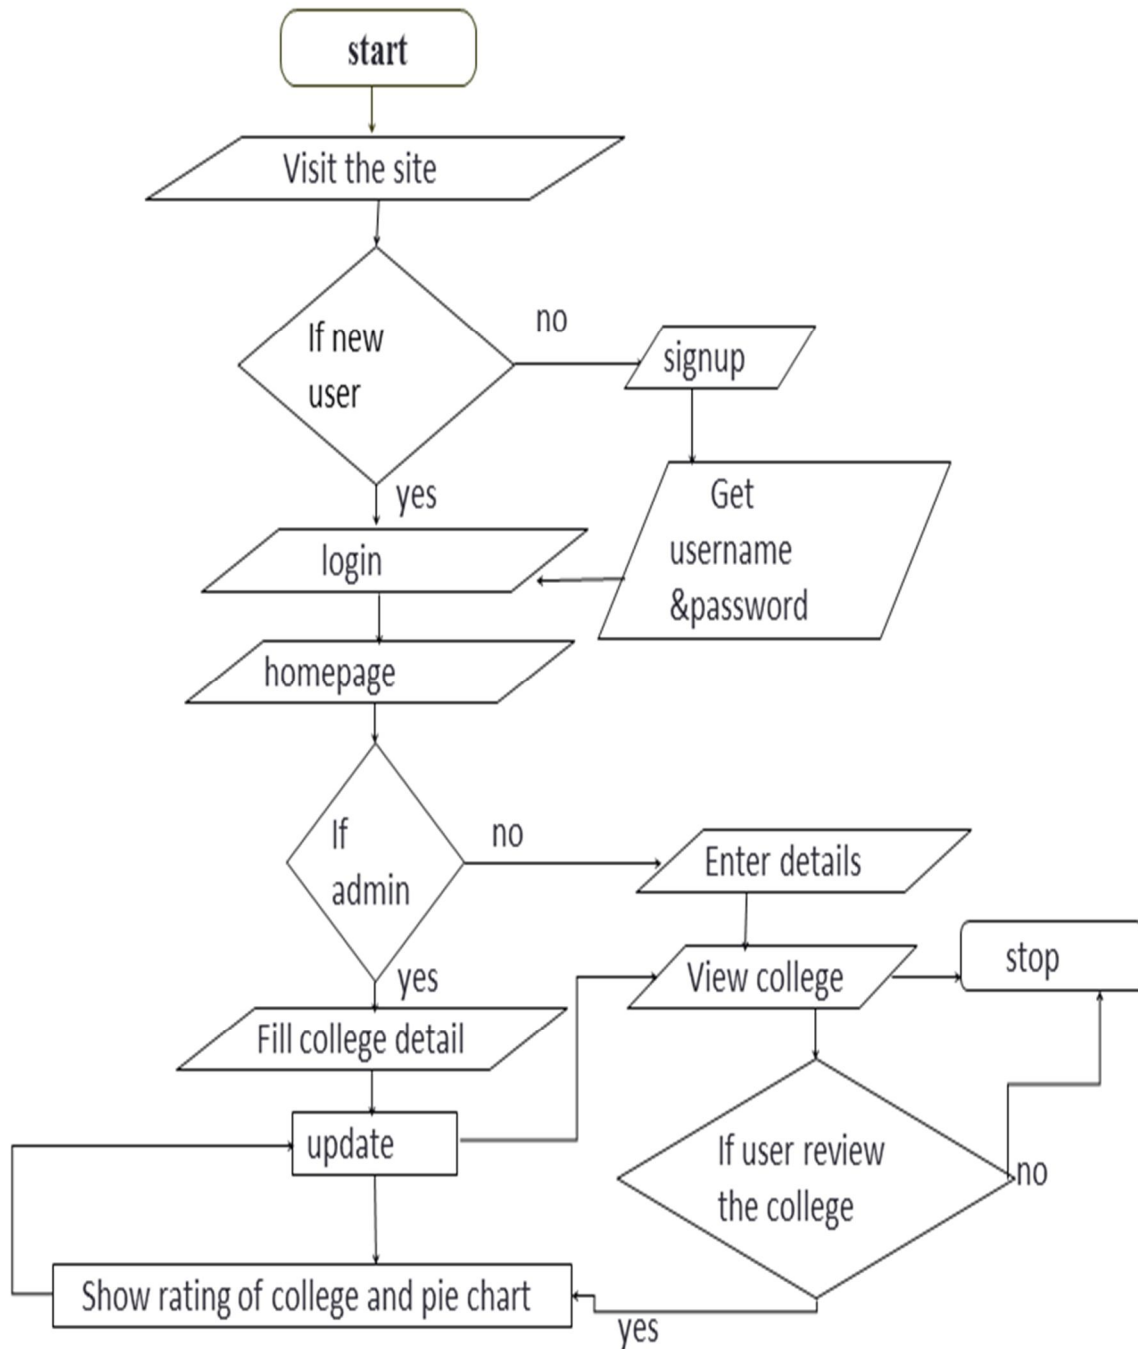 start
Visit the site
If new
user
no
signup
yes
Get
username
&password
login
homepage
If
admin
no
Enter details
yes
View college
stop
Fill college detail
update
If user review
the college
no
Show rating of college and pie chart
yes